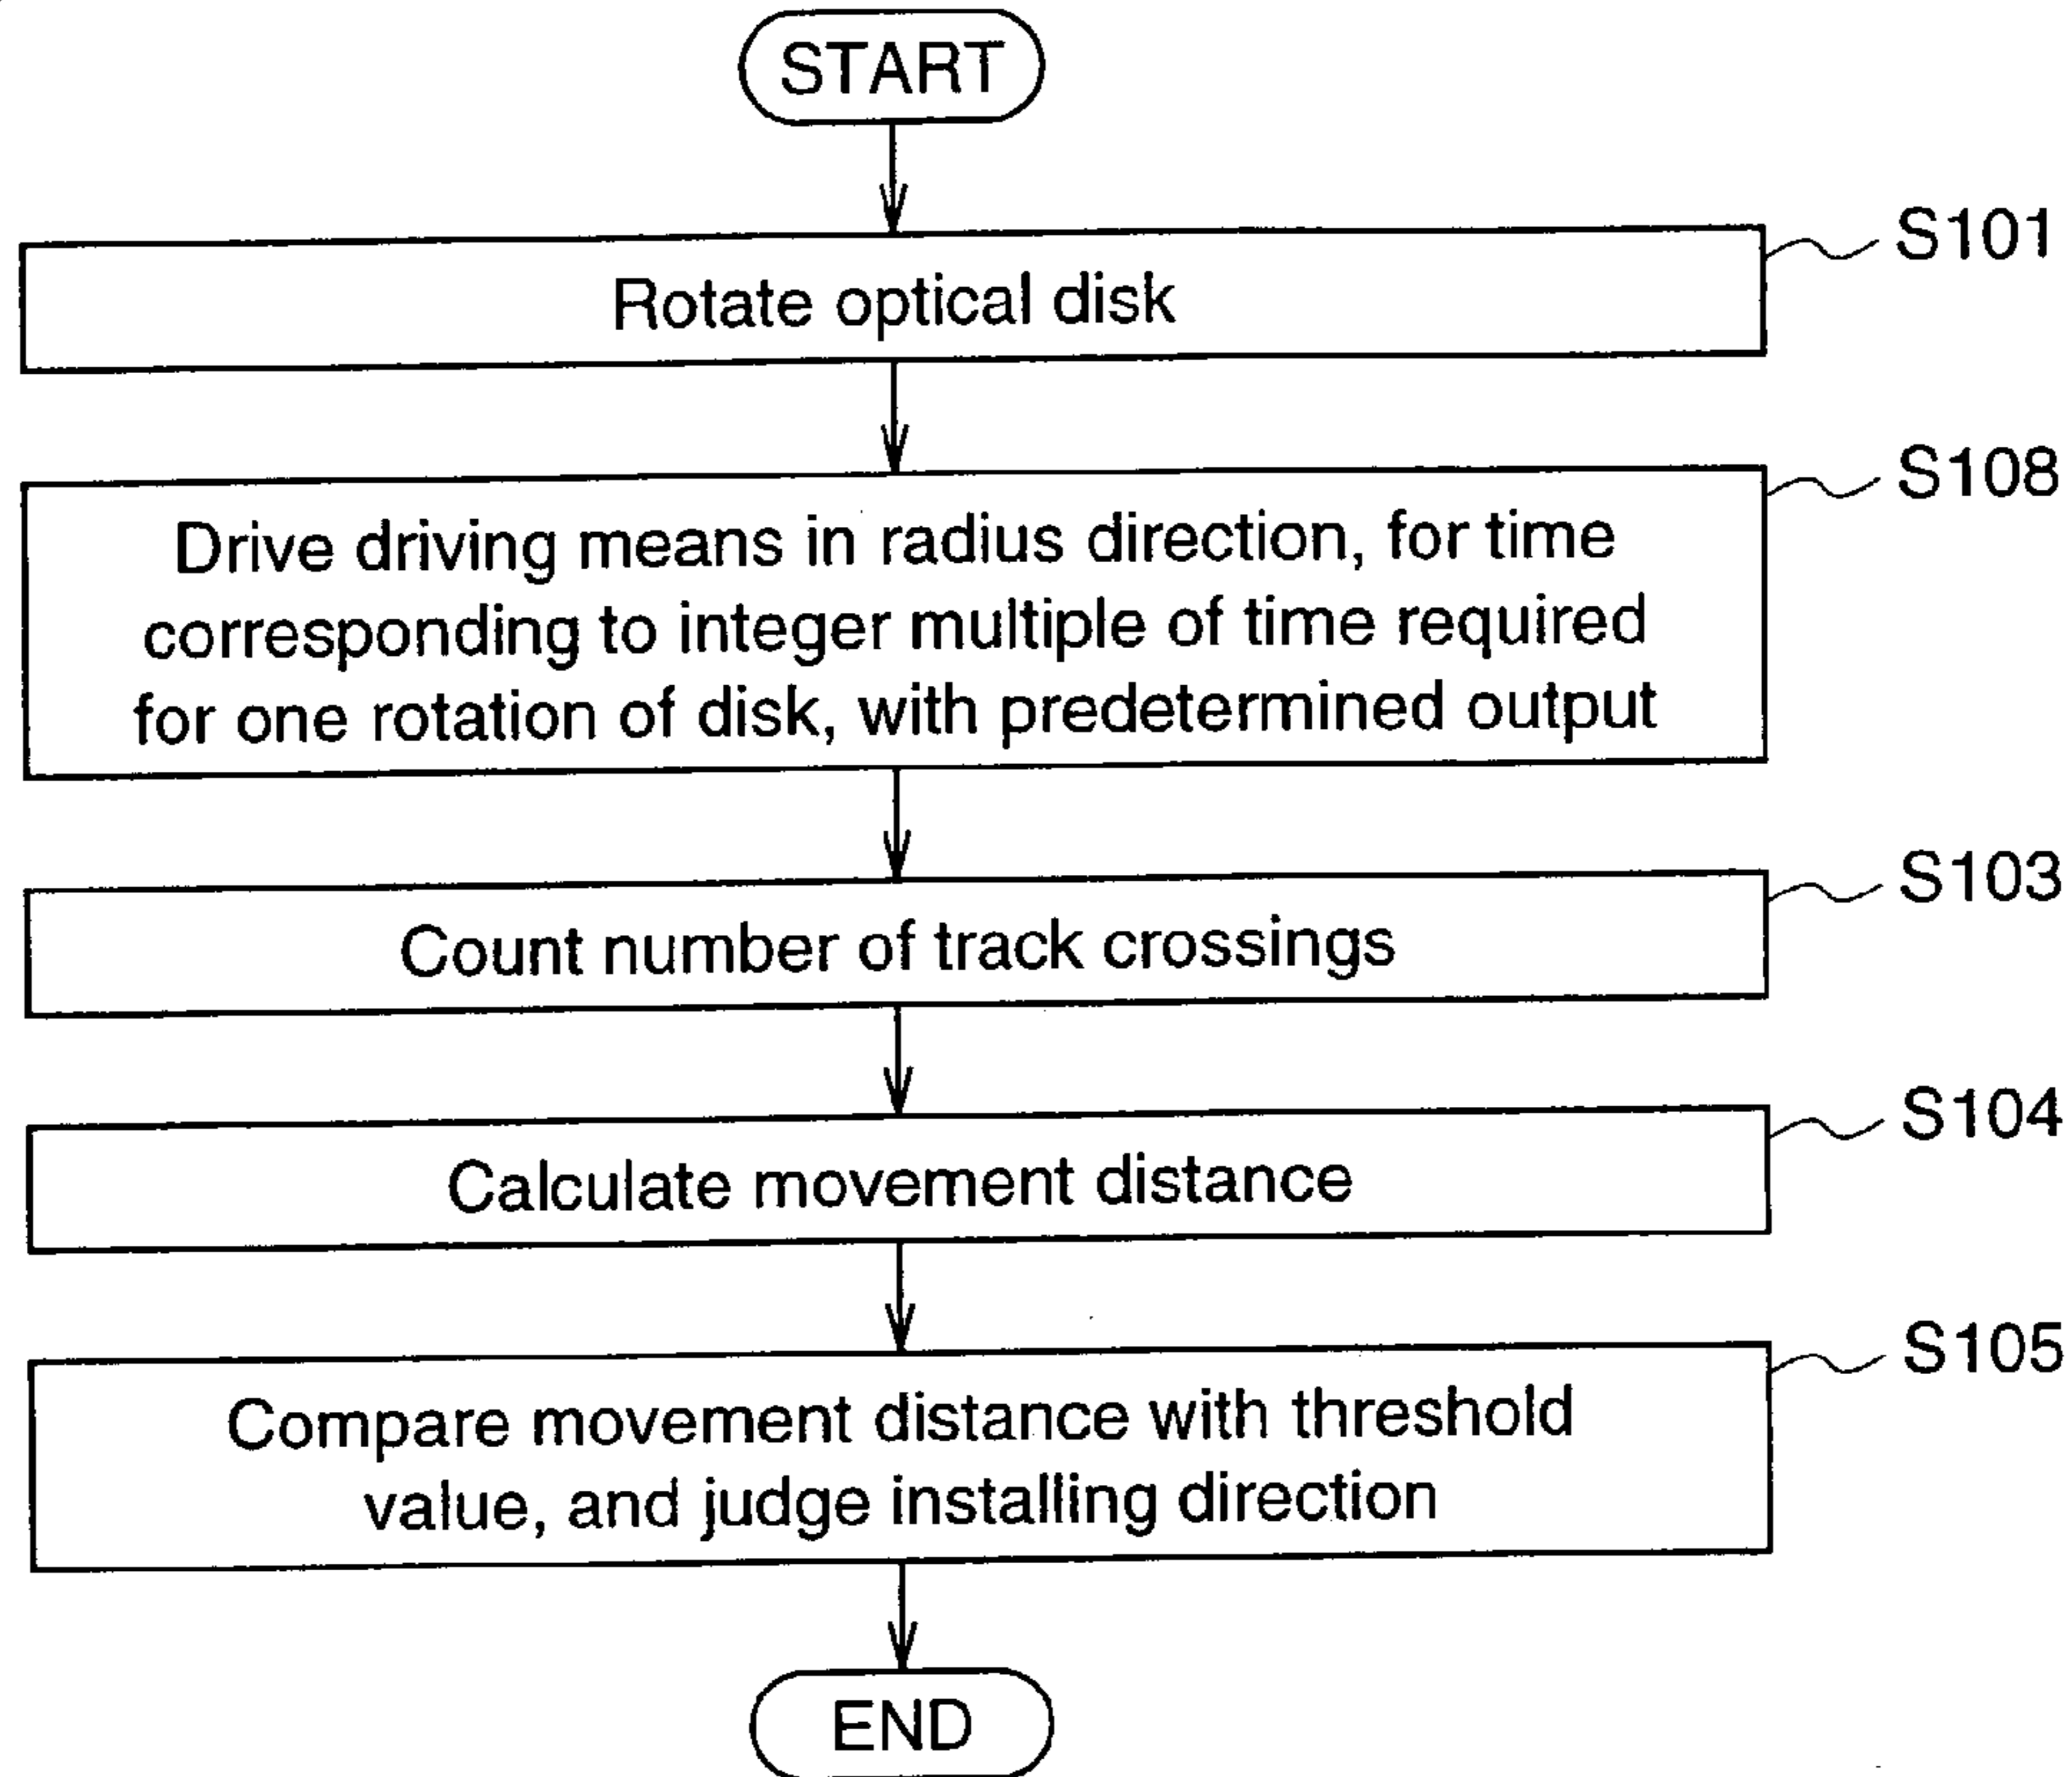 START
S101
Rotate optical disk
S108
Drive driving means in radius direction, for time
corresponding to integer multiple of time required
for one rotation of disk, with predetermined output
S103
Count number of track crossings
S104
Calculate movement distance
S105
Compare movement distance with threshold
value, and judge installing direction
END